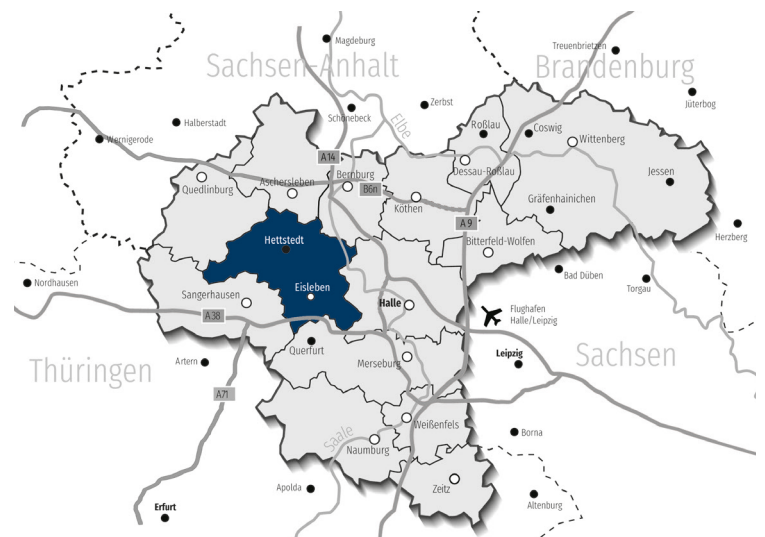 Magdeburg
Treuenbrietzen
Sachsen-Anhalt
Brandenburg
Jüterbog
Zerbst
Schönebeck
Halberstadt
Elbe
Roßlau
Coswig
Wittenberg
Wernigerode
A14
Bernburg
Dessau-Roßlau
Jessen
Quedlinburg
Aschersleben
B6n
Köthen
Gräfenhainichen
A9
Herzberg
Hettstedt
Bitterfeld-Wolfen
Bad Düben
Torgau
Nordhausen
Eisleben
Sangerhausen
Halle
Flughafen
Halle/Leipzig
A38
Querfurt
Leipzig
Sachsen
Artern
Merseburg
Thüringen
A71
Weißenfels
Borna
Saale
Naumburg
Zeitz
Apolda
Altenburg
Erfurt